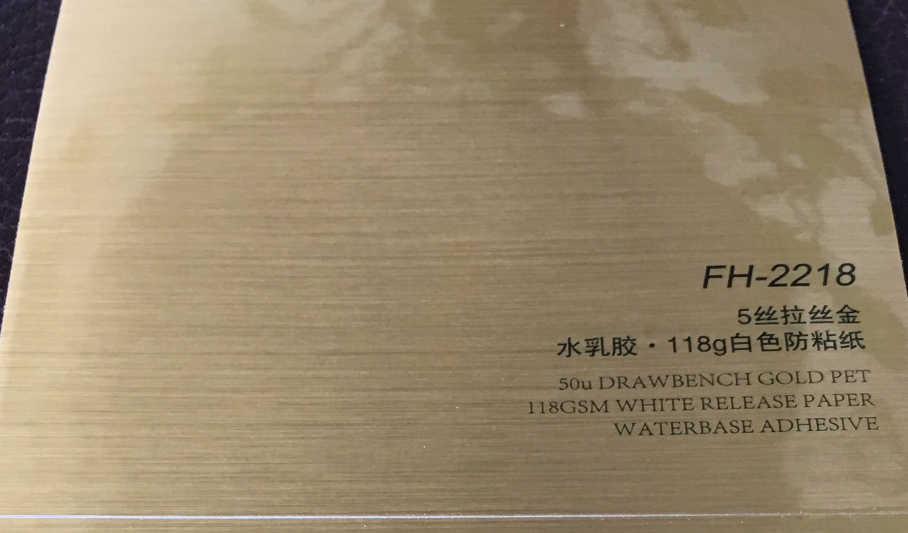 FH-2218
5丝拉丝金
水乳胶·118g白色防粘纸
50u DRAWBENCH GOLD PET
118GSM WHITE RELEASE PAPER
WATERBASE ADHESIVE